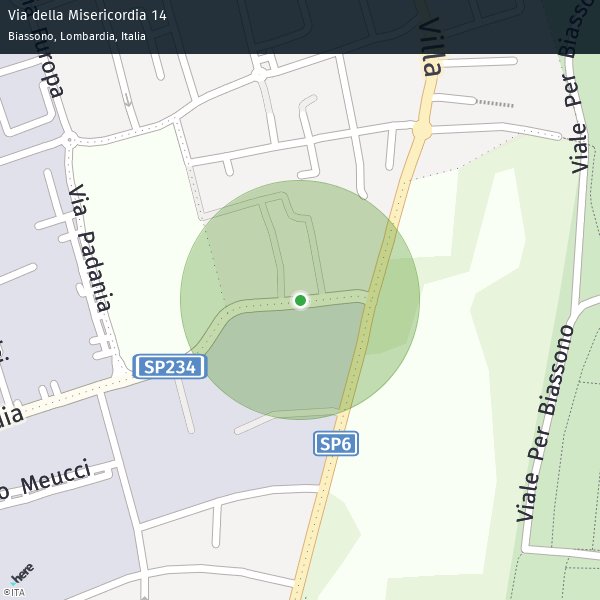 Via della Misericordia 14
Biassono, Lombardia, Italia
Europa
Villa
Viale Per Biassono
Via Padania
SP234
SP6
Viale Per Biassono
Meucci
here
©ITA